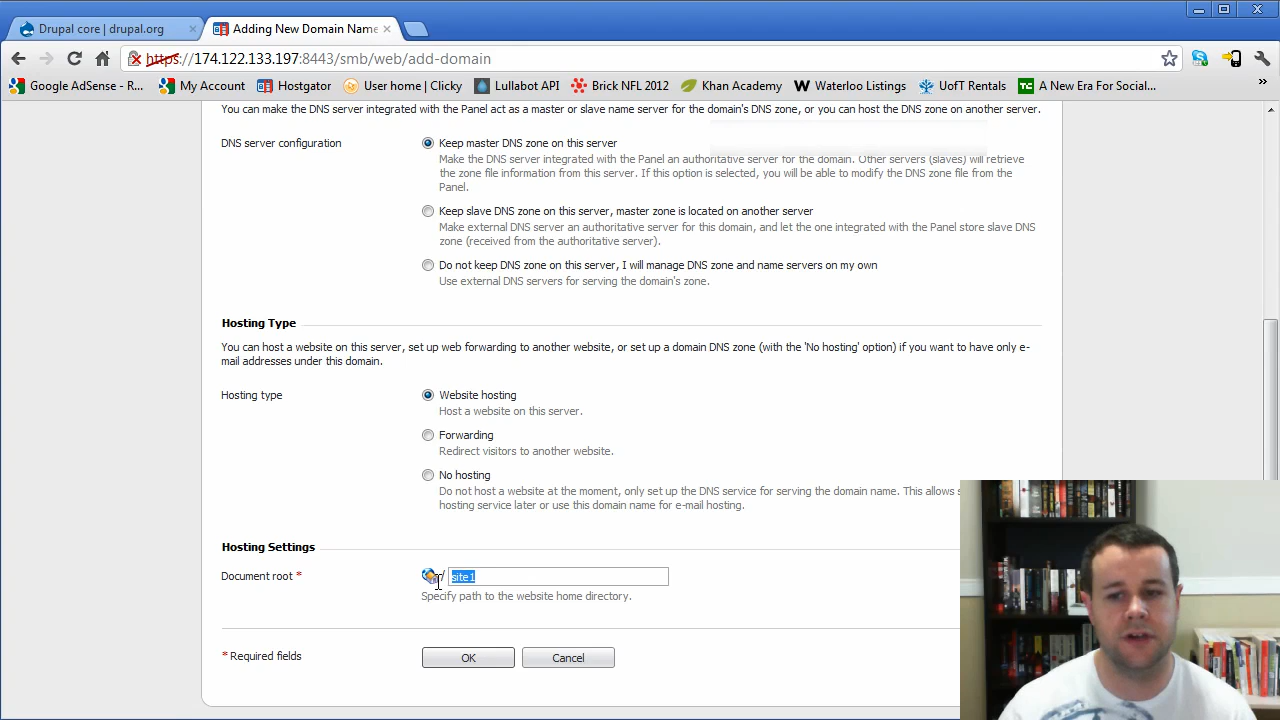 Drupal core | drupal.org
Adding New Domain Name
https://174.122.133.197:8443/smb/web/add-domain
Google AdSense - R... My Account Hostgator User home | Clicky Lullabot API Brick NFL 2012 Khan Academy Waterloo Listings UofT Rentals A New Era For Social... »
You can make the DNS server integrated with the Panel act as a master or slave name server for the domain's DNS zone, or you can host the DNS zone on another server.
DNS server configuration
Keep master DNS zone on this server
Make the DNS server integrated with the Panel an authoritative server for the domain. Other servers (slaves) will retrieve
the zone file information from this server. If this option is selected, you will be able to modify the DNS zone file from the
Panel.
Keep slave DNS zone on this server, master zone is located on another server
Make external DNS server an authoritative server for this domain, and let the one integrated with the Panel store slave DNS
zone (received from the authoritative server).
Do not keep DNS zone on this server, I will manage DNS zone and name servers on my own
Use external DNS servers for serving the domain's zone.
Hosting Type
You can host a website on this server, set up web forwarding to another website, or set up a domain DNS zone (with the 'No hosting' option) if you want to have only e-
mail addresses under this domain.
Hosting type
Website hosting
Host a website on this server.
Forwarding
Redirect visitors to another website.
No hosting
Do not host a website at the moment, only set up the DNS service for serving the domain name. This allows
hosting service later or use this domain name for e-mail hosting.
Hosting Settings
Document root *
/ site1
Specify path to the website home directory.
* Required fields
OK
Cancel